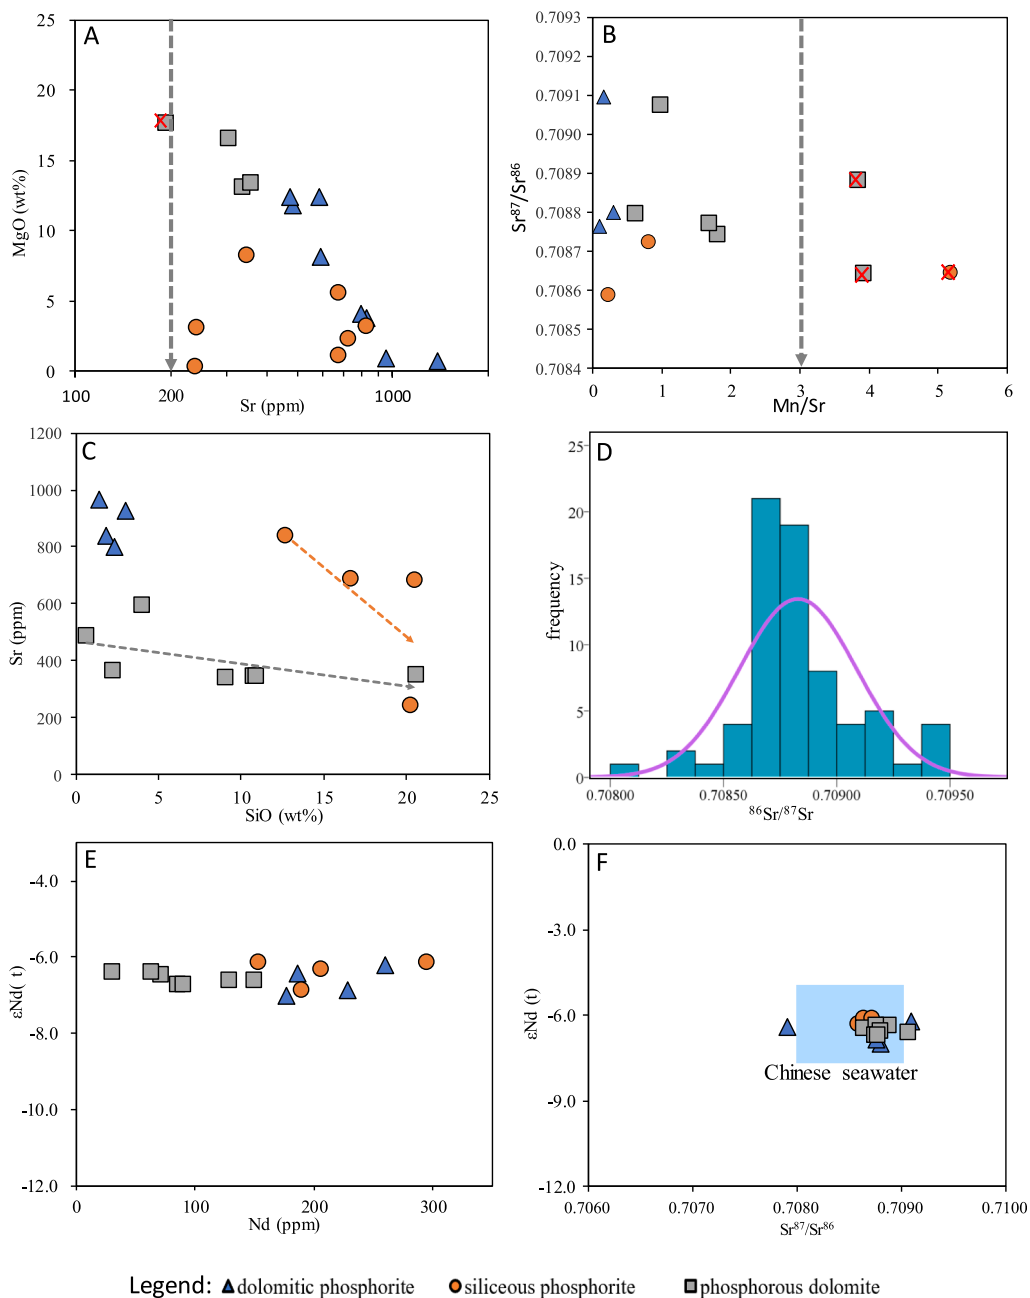 A
MgO (wt%)
25
20
15
10
5
0
100
200
1000
Sr (ppm)
B
Sr⁸⁷/Sr⁸⁶
0.7093
0.7092
0.7091
0.7090
0.7089
0.7088
0.7087
0.7086
0.7085
0.7084
0 1 2 3 4 5 6
Mn/Sr
C
Sr (ppm)
1200
1000
800
600
400
200
0
0 5 10 15 20 25
SiO (wt%)
D
frequency
25
20
15
10
5
0
0.70800 0.70850 0.70900 0.70950
⁸⁶Sr/⁸⁷Sr
E
εNd( t)
-4.0
-6.0
-8.0
-10.0
-12.0
0 100 200 300
Nd (ppm)
F
εNd (t)
0.0
-3.0
-6.0
-9.0
-12.0
Chinese seawater
0.7060 0.7070 0.7080 0.7090 0.7100
Sr⁸⁷/Sr⁸⁶
Legend: dolomitic phosphorite siliceous phosphorite phosphorous dolomite